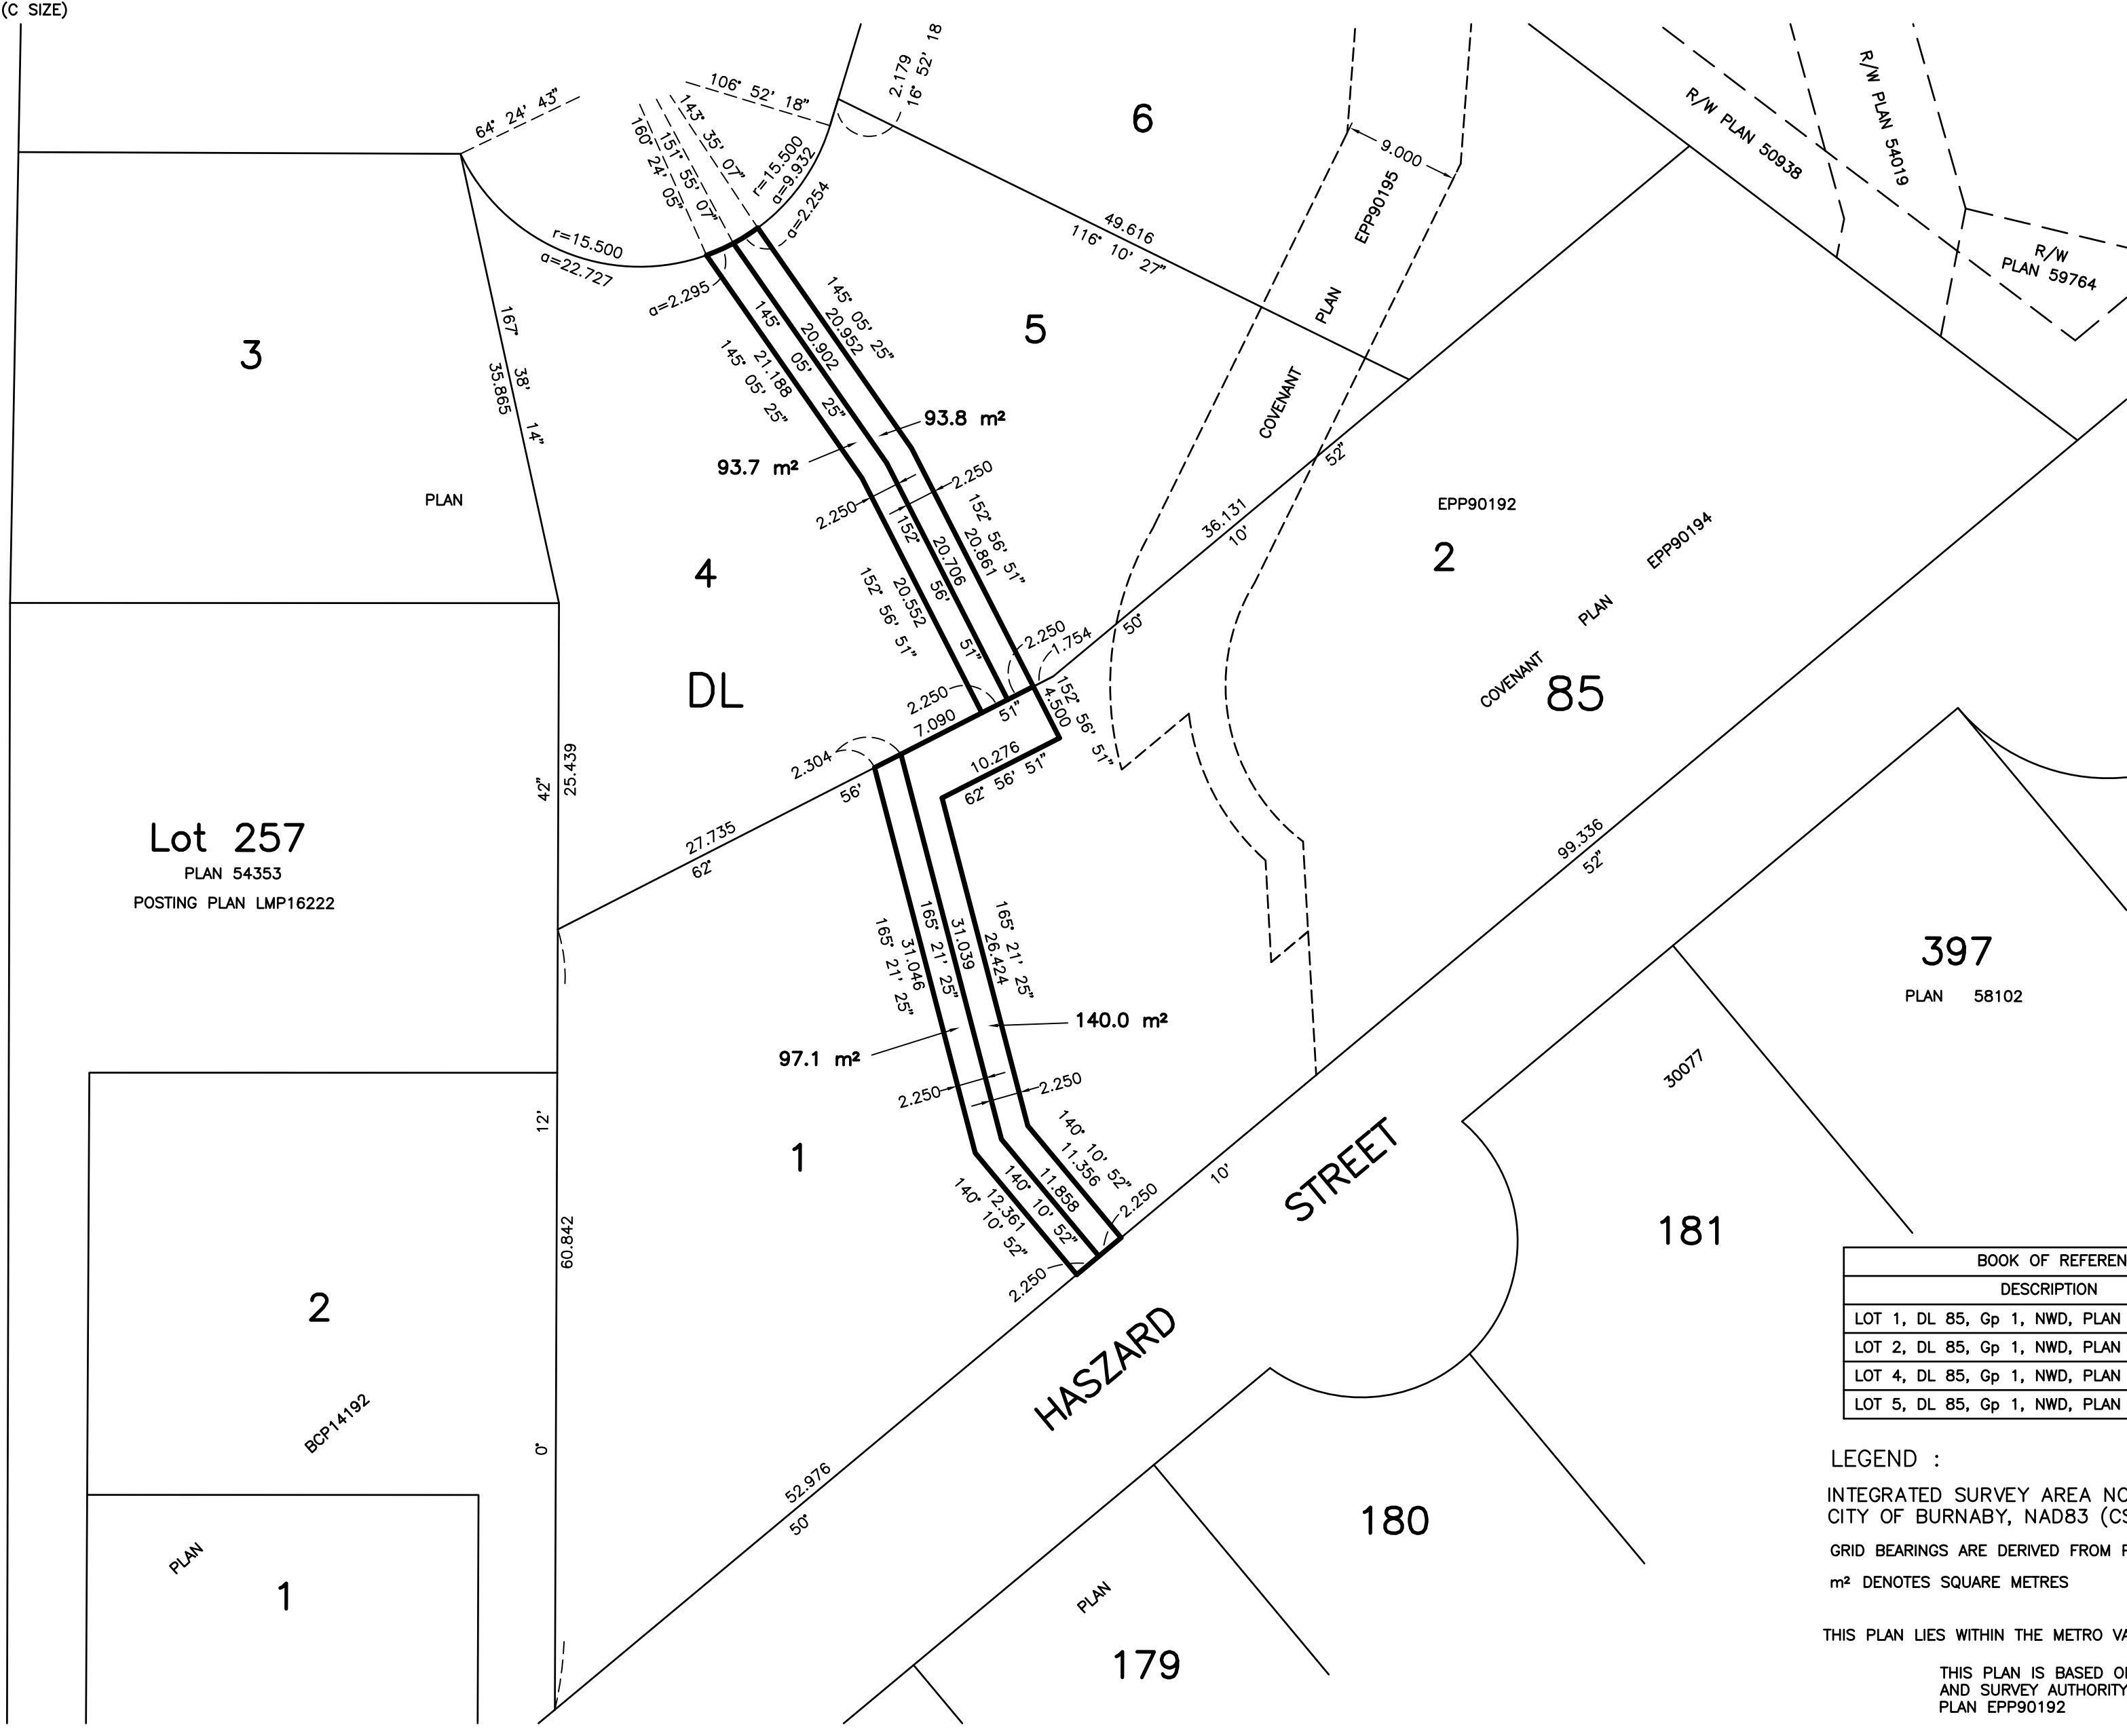 (C SIZE)
64° 24' 43"
106° 52' 18"
2.179
16° 52' 18
143° 35' 07"
151° 55' 07"
160° 24' 05"
r=15.500
a=9.932
a=2.254
r=15.500
a=22.727
a=2.295
6
9.000
EPP90195
PLAN
COVENANT
R/W PLAN 50938
R/W PLAN 54019
R/W
PLAN 59764
49.616
116° 10' 27"
3
PLAN
167° 38' 14"
35.865
5
145° 05' 25"
20.952
145° 05' 25"
20.902
21.188
145° 05' 25"
93.8 m²
93.7 m²
2.250
2.250
152° 56' 51"
20.861
152° 56' 51"
20.706
20.552
152° 56' 51"
4
DL
52"
36.131
10'
50°
EPP90192
2
EPP90194
PLAN
COVENANT
85
2.250
1.754
2.250
7.090
51"
152° 56' 51"
4.500
2.304
56'
10.276
62° 56' 51"
27.735
62°
42"
25.439
Lot 257
PLAN 54353
POSTING PLAN LMP16222
99.336
52"
397
PLAN 58102
165° 21' 25"
31.046
165° 21' 25"
31.039
165° 21' 25"
26.424
140.0 m²
97.1 m²
2.250
2.250
30077
12'
1
140° 10' 52"
11.356
140° 10' 52"
11.858
12.361
140° 10' 52"
2.250
2.250
10'
STREET
HASZARD
181
60.842
2
BCP14192
0°
PLAN
1
52.976
50°
180
PLAN
179
BOOK OF REFEREN
DESCRIPTION
LOT 1, DL 85, Gp 1, NWD, PLAN
LOT 2, DL 85, Gp 1, NWD, PLAN
LOT 4, DL 85, Gp 1, NWD, PLAN
LOT 5, DL 85, Gp 1, NWD, PLAN
LEGEND :
INTEGRATED SURVEY AREA NO
CITY OF BURNABY, NAD83 (CS
GRID BEARINGS ARE DERIVED FROM
m² DENOTES SQUARE METRES
THIS PLAN LIES WITHIN THE METRO VA
THIS PLAN IS BASED O
AND SURVEY AUTHORITY
PLAN EPP90192